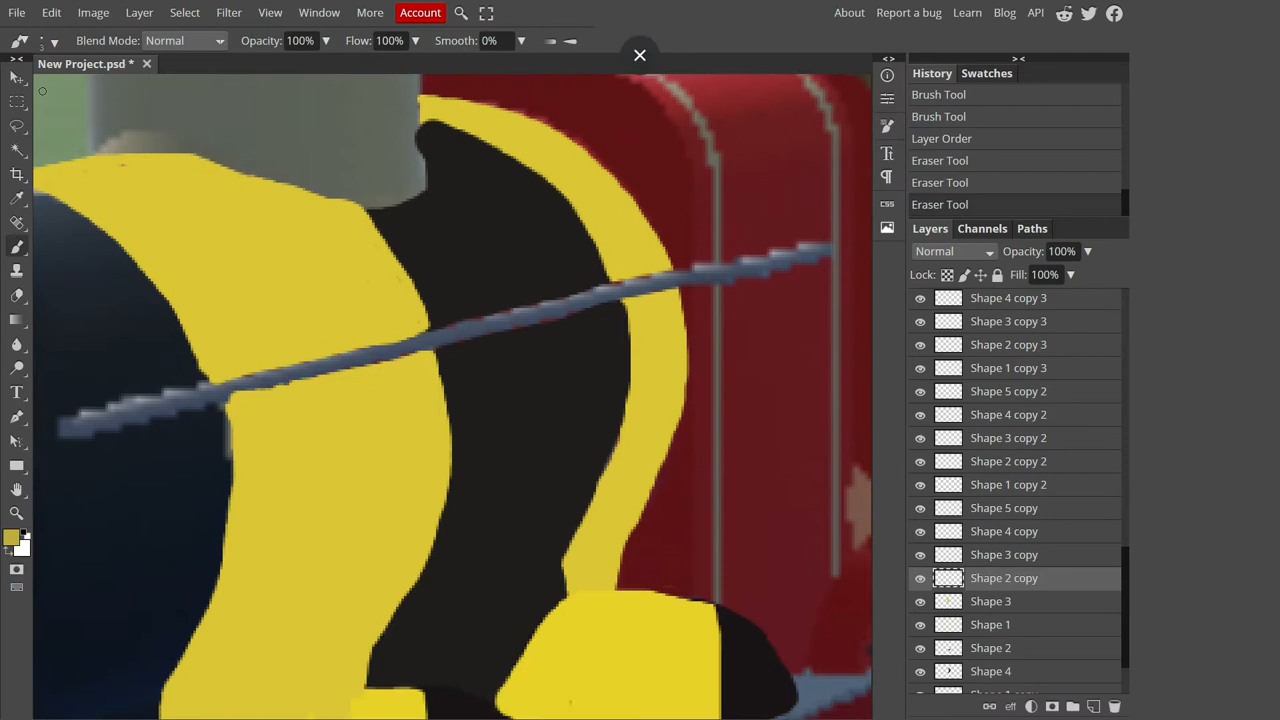 File Edit Image Layer Select Filter View Window More Account About Report a bug Learn Blog API
3 Blend Mode: Normal Opacity: 100% Flow: 100% Smooth: 0%
New Project.psd *
History Swatches
Brush Tool
Brush Tool
Layer Order
Eraser Tool
Eraser Tool
Eraser Tool
CSS
Layers Channels Paths
Normal Opacity: 100%
Lock: Fill: 100%
Shape 4 copy 3
Shape 3 copy 3
Shape 2 copy 3
Shape 1 copy 3
Shape 5 copy 2
Shape 4 copy 2
Shape 3 copy 2
Shape 2 copy 2
Shape 1 copy 2
Shape 5 copy
Shape 4 copy
Shape 3 copy
Shape 2 copy
Shape 3
Shape 1
Shape 2
Shape 4
eff